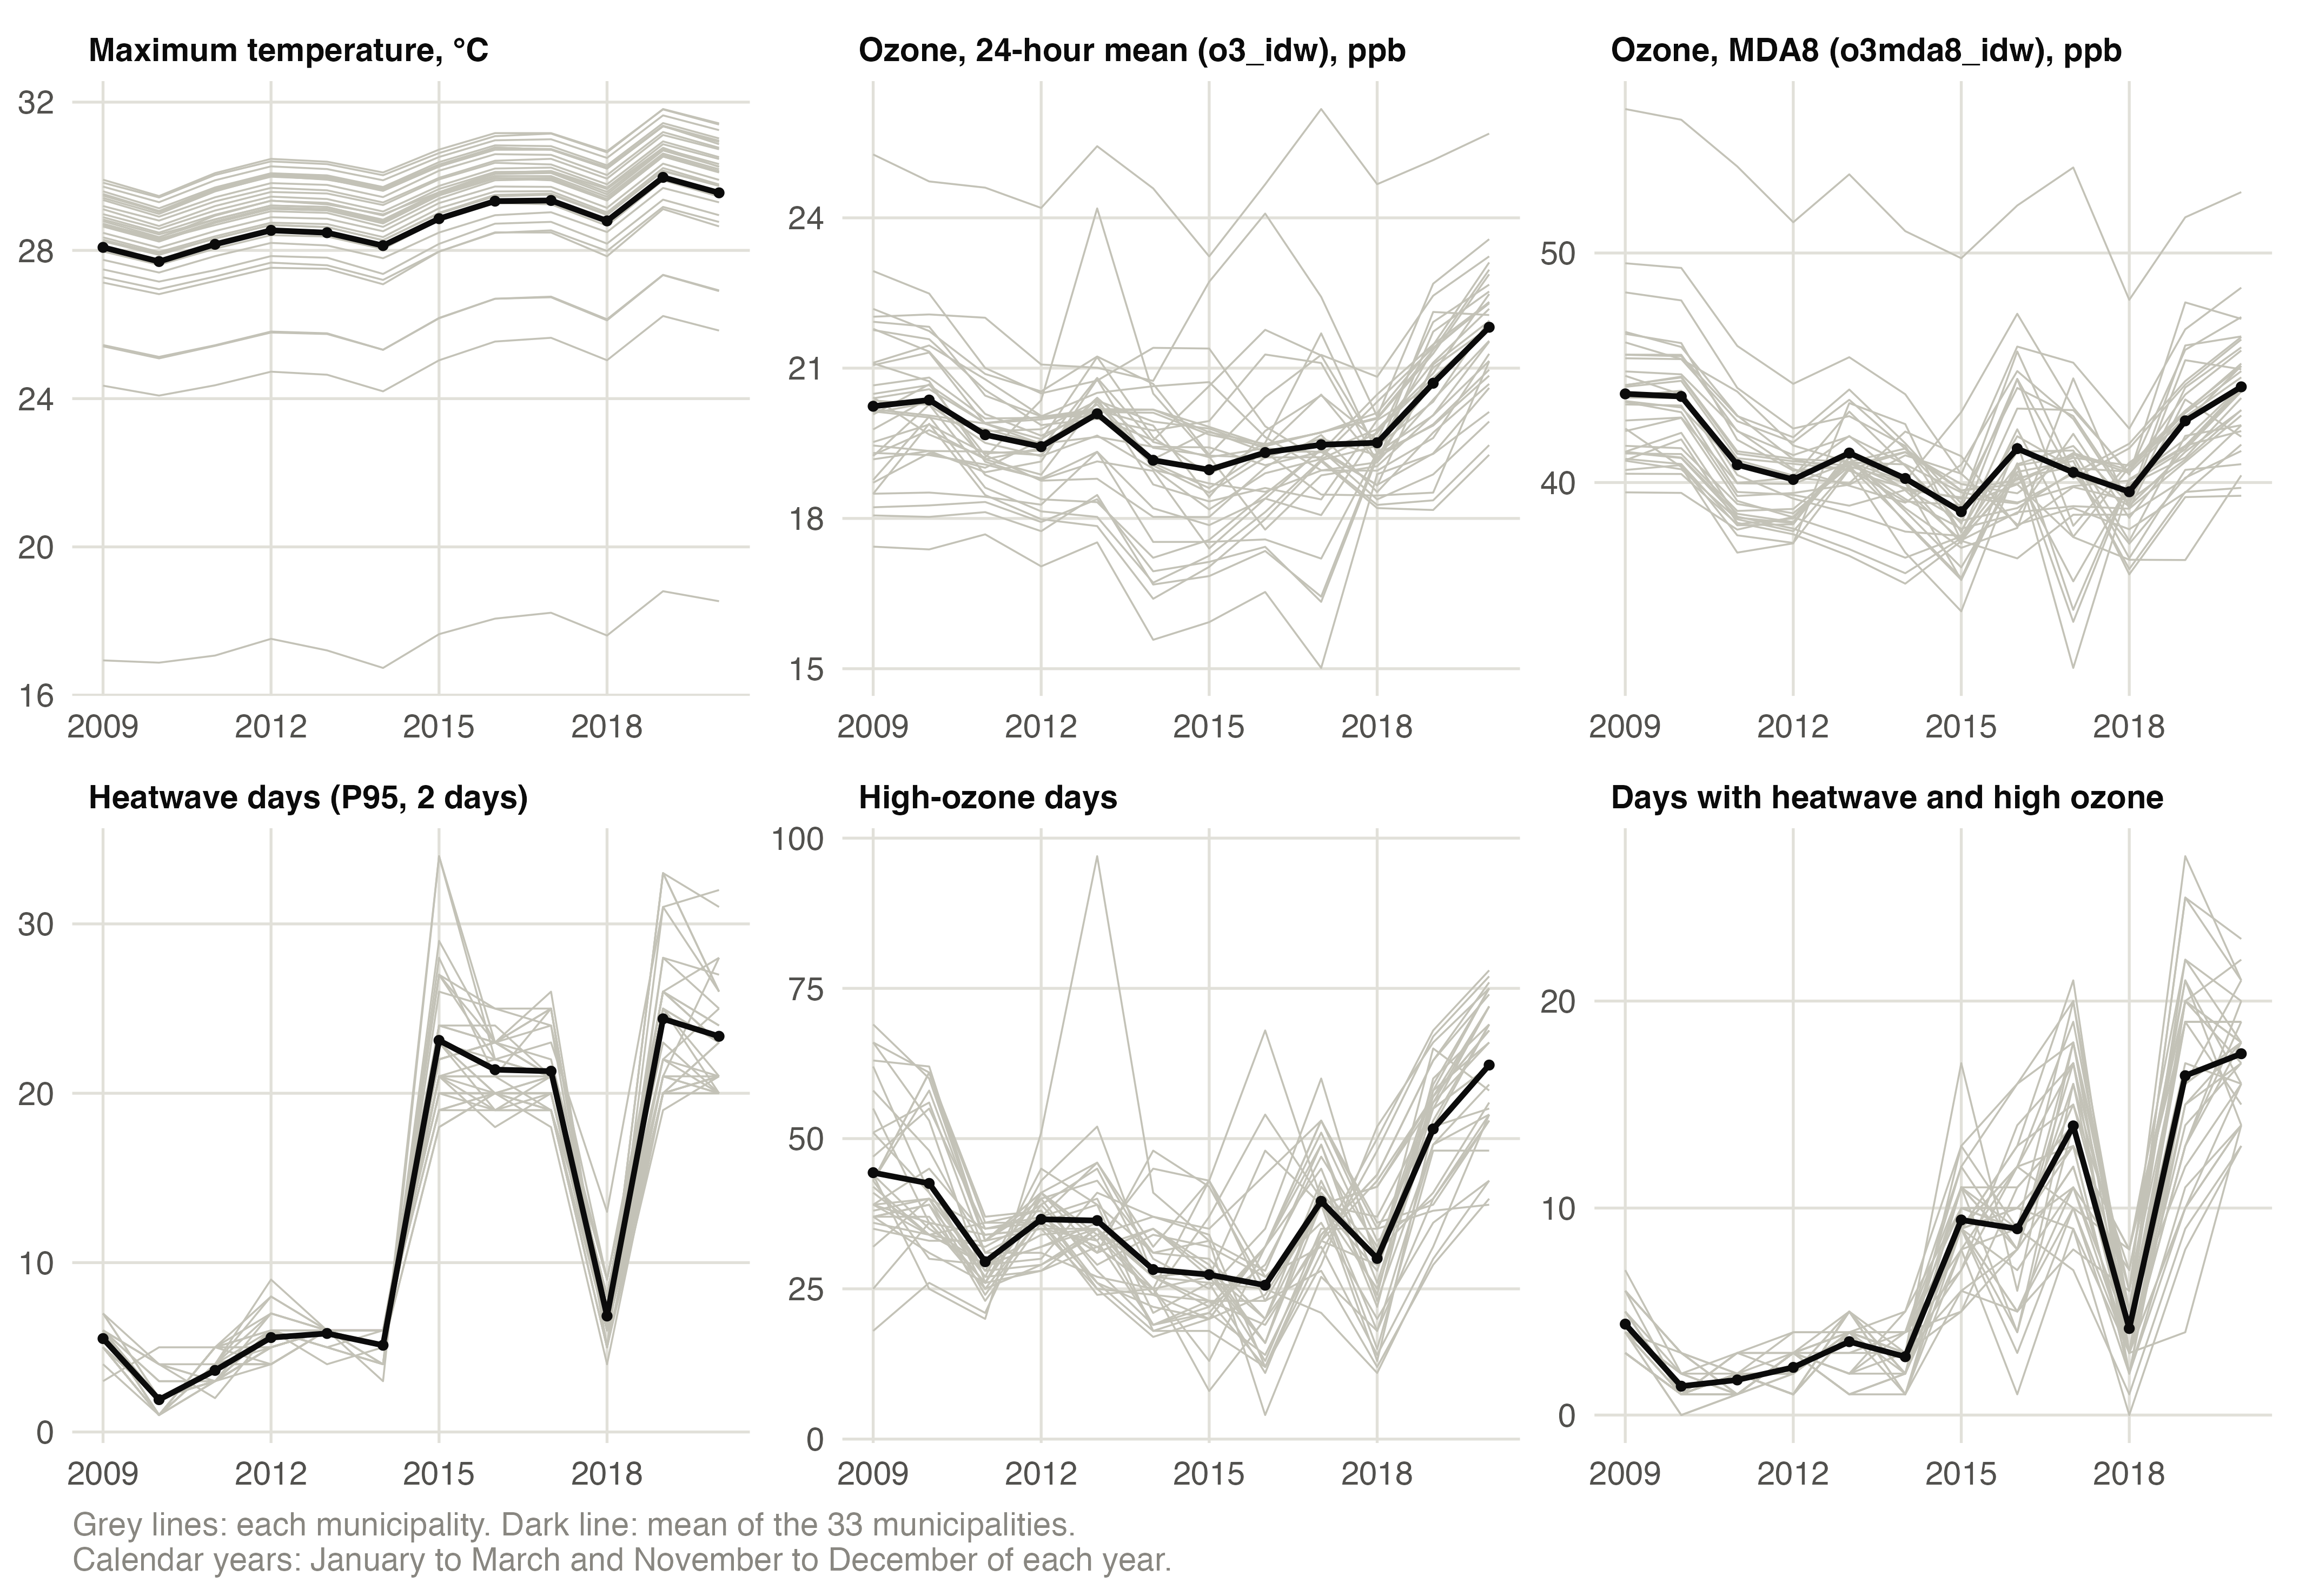 Maximum temperature, °C
32
28
24
20
16
2009 2012 2015 2018
Ozone, 24-hour mean (o3_idw), ppb
24
21
18
15
2009 2012 2015 2018
Ozone, MDA8 (o3mda8_idw), ppb
50
40
2009 2012 2015 2018
Heatwave days (P95, 2 days)
30
20
10
0
2009 2012 2015 2018
High-ozone days
100
75
50
25
0
2009 2012 2015 2018
Days with heatwave and high ozone
20
10
0
2009 2012 2015 2018
Grey lines: each municipality. Dark line: mean of the 33 municipalities.
Calendar years: January to March and November to December of each year.